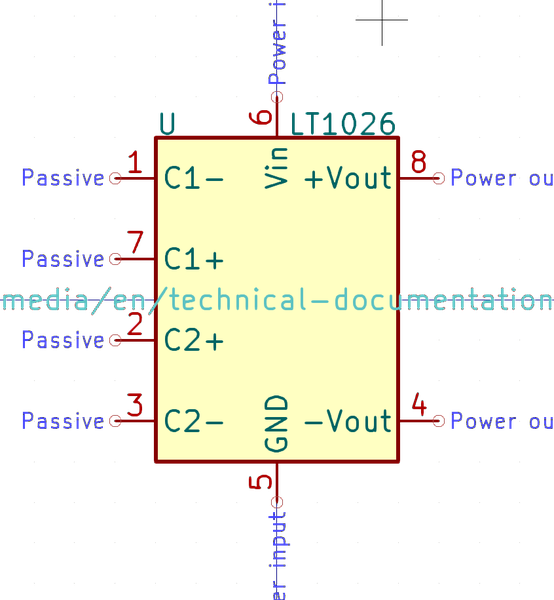 Power i
6
U LT1026
Vin
Passive 1 C1- +Vout 8 Power ou
Passive 7 C1+
media/en/technical-documentation
Passive 2 C2+
Passive 3 C2- GND -Vout 4 Power ou
5
er input